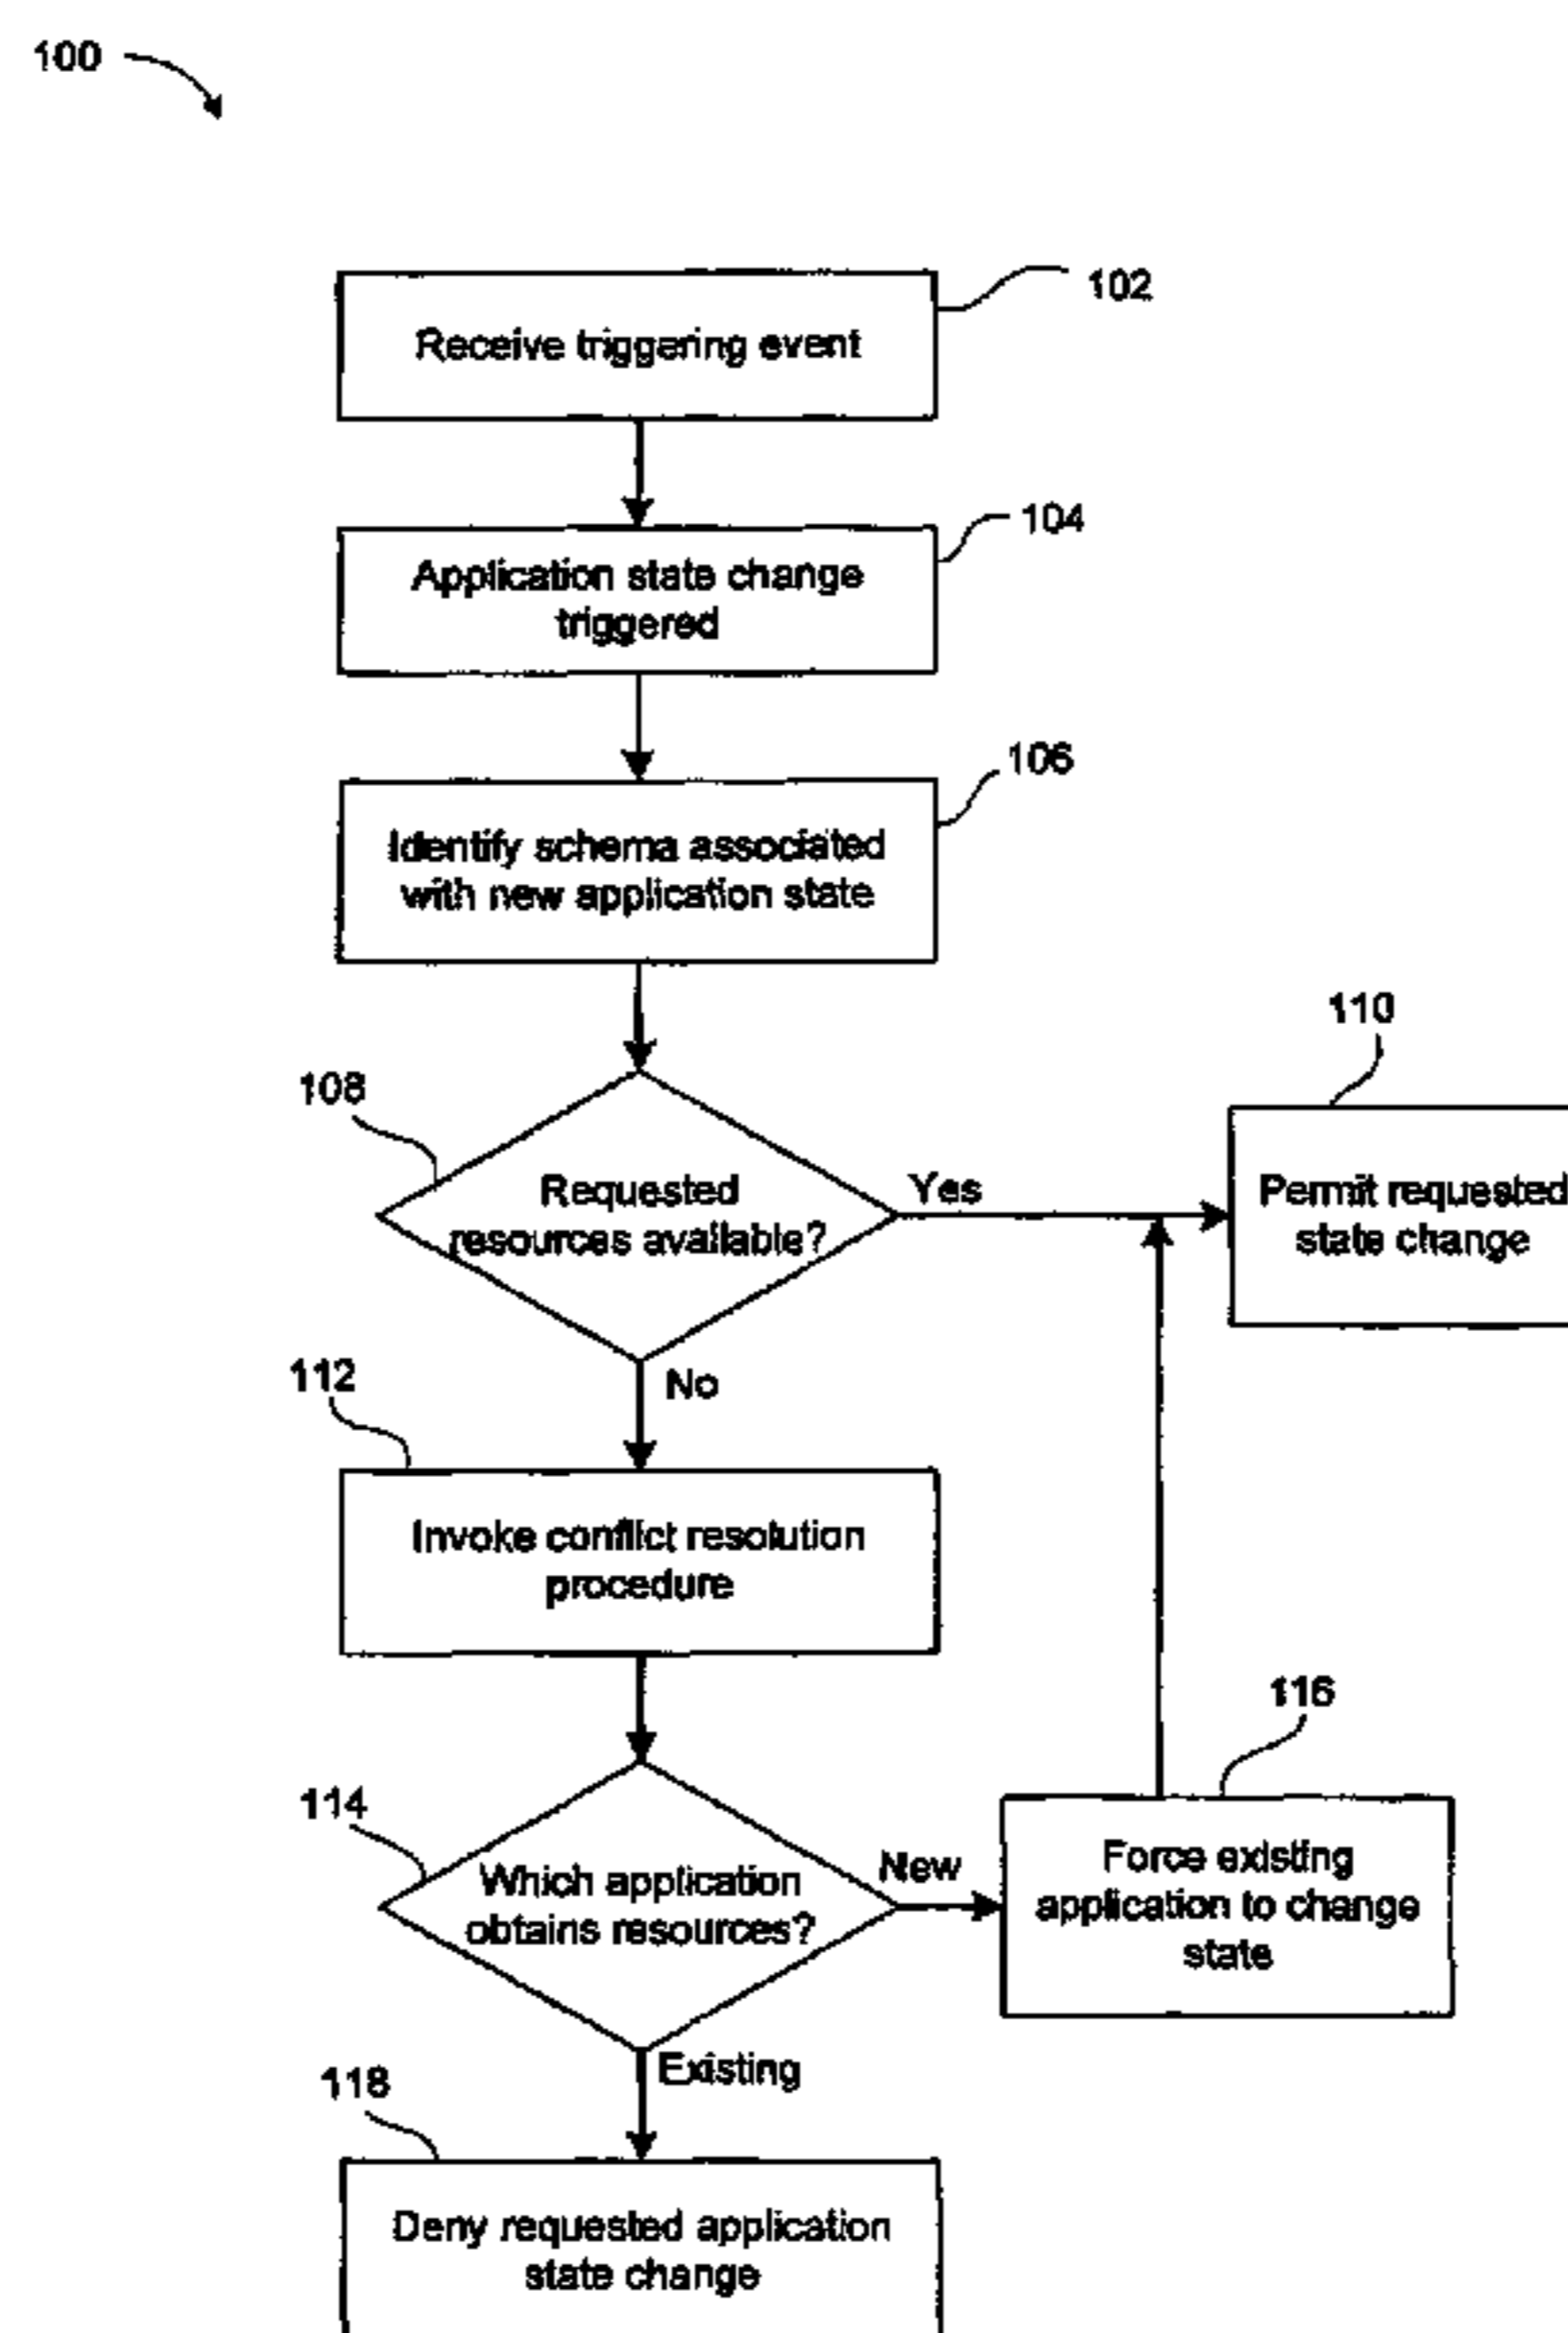 100
102
Receive triggering event
104
Application state change
triggered
106
Identify schema associated
with new application state
108
110
Requested
resources available?
Yes
Permit requested
state change
No
112
Invoke conflict resolution
procedure
114
116
Which application
obtains resources?
New
Force existing
application to change
state
Existing
118
Deny requested application
state change